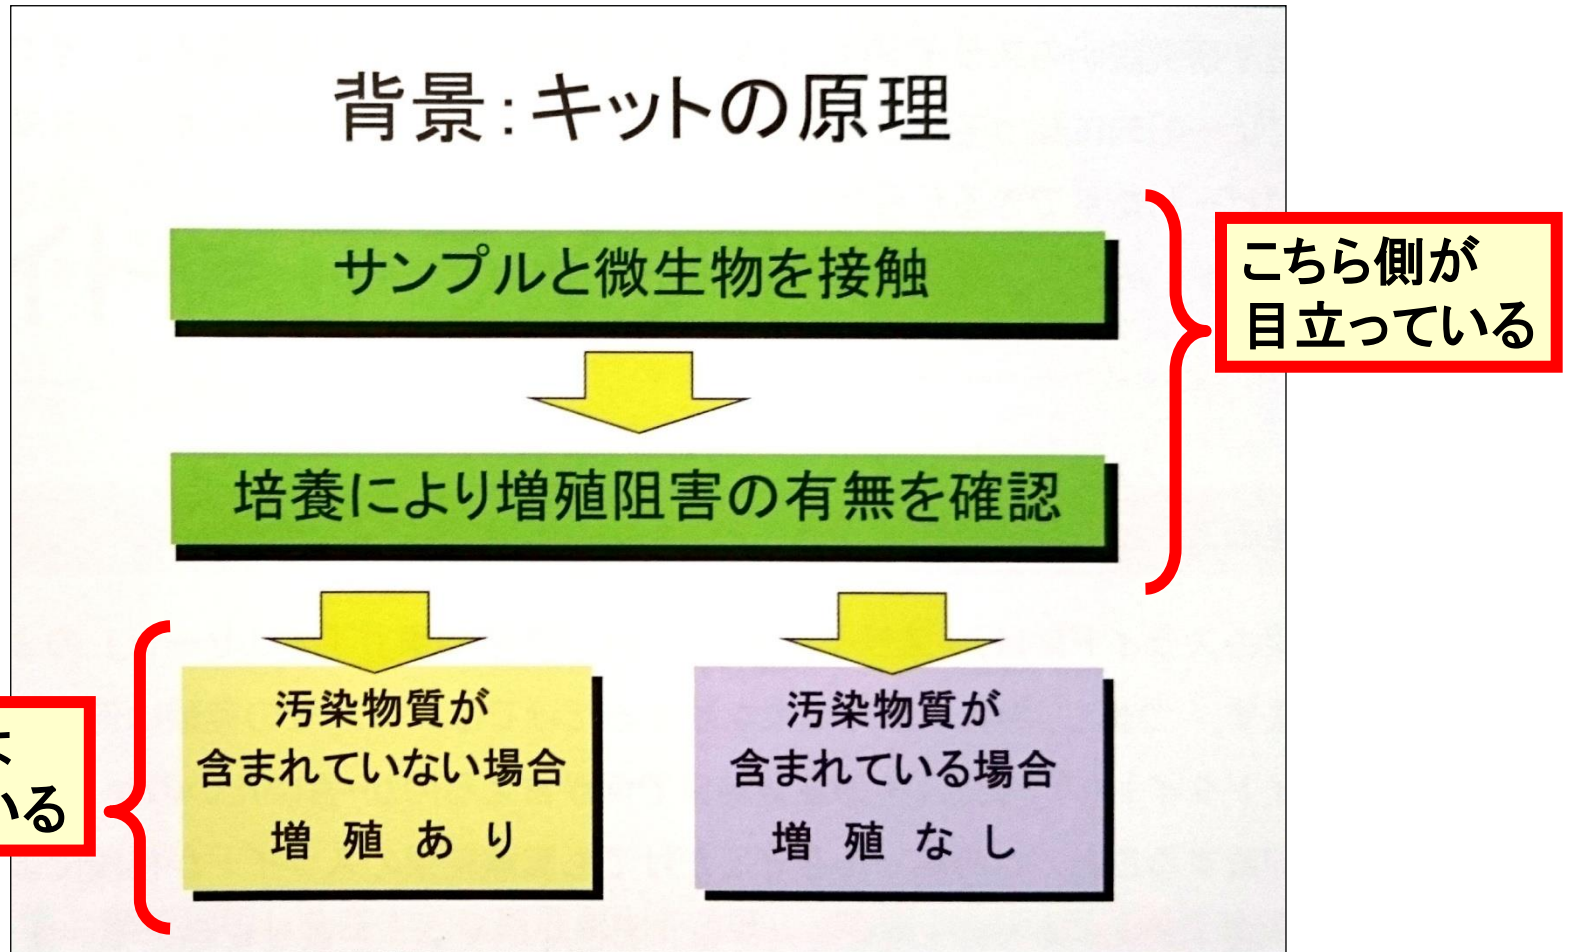 背景：キットの原理
サンプルと微生物を接触
こちら側が
目立っている
培養により増殖阻害の有無を確認
汚染物質が
含まれていない場合
増 殖 あ り
汚染物質が
含まれている場合
増 殖 な し
いる